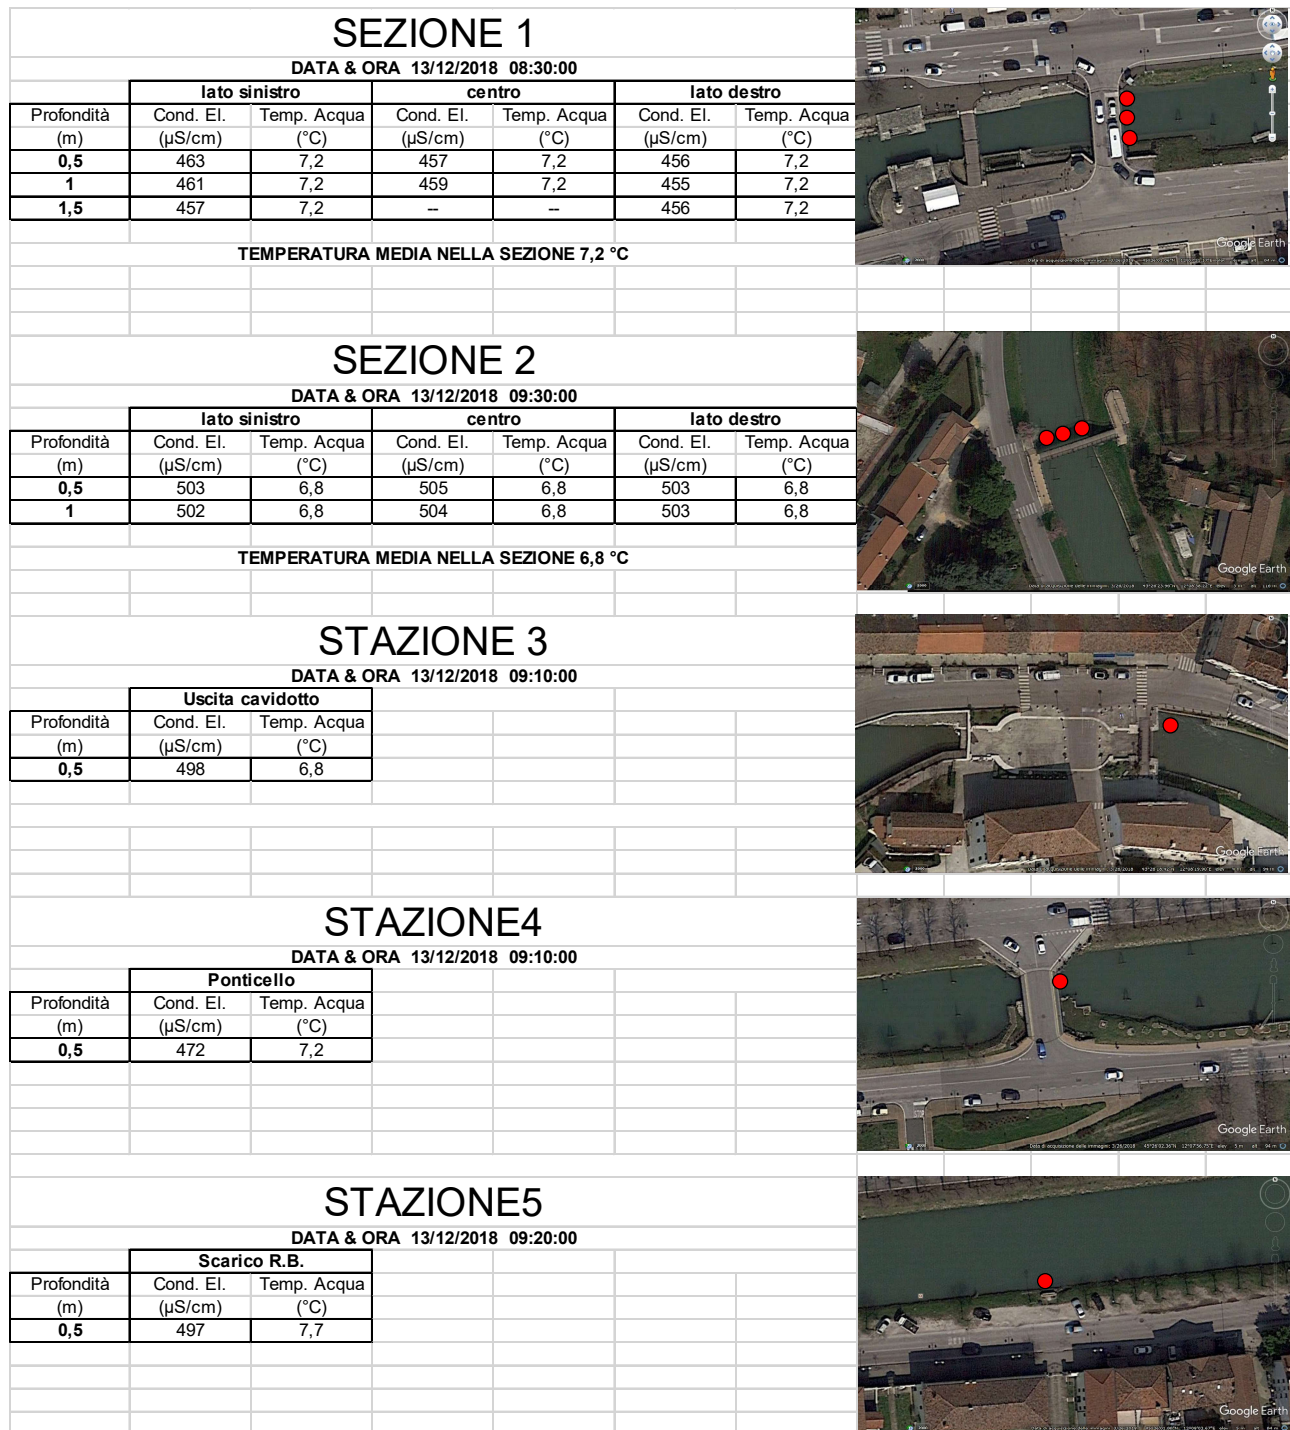 SEZIONE 1
DATA & ORA 13/12/2018 08:30:00
lato sinistro centro lato destro
Profondità Cond. El. Temp. Acqua Cond. El. Temp. Acqua Cond. El. Temp. Acqua
(m) (µS/cm) (°C) (µS/cm) (°C) (µS/cm) (°C)
0,5 463 7,2 457 7,2 456 7,2
1 461 7,2 459 7,2 455 7,2
1,5 457 7,2 -- -- 456 7,2
TEMPERATURA MEDIA NELLA SEZIONE 7,2 °C
Google Earth
SEZIONE 2
DATA & ORA 13/12/2018 09:30:00
lato sinistro centro lato destro
Profondità Cond. El. Temp. Acqua Cond. El. Temp. Acqua Cond. El. Temp. Acqua
(m) (µS/cm) (°C) (µS/cm) (°C) (µS/cm) (°C)
0,5 503 6,8 505 6,8 503 6,8
1 502 6,8 504 6,8 503 6,8
TEMPERATURA MEDIA NELLA SEZIONE 6,8 °C
Google Earth
STAZIONE 3
DATA & ORA 13/12/2018 09:10:00
Uscita cavidotto
Profondità Cond. El. Temp. Acqua
(m) (µS/cm) (°C)
0,5 498 6,8
Google Earth
STAZIONE4
DATA & ORA 13/12/2018 09:10:00
Ponticello
Profondità Cond. El. Temp. Acqua
(m) (µS/cm) (°C)
0,5 472 7,2
STOP
Google Earth
Data di acquisizione delle immagini: 3/28/2018
STAZIONE5
DATA & ORA 13/12/2018 09:20:00
Scarico R.B.
Profondità Cond. El. Temp. Acqua
(m) (µS/cm) (°C)
0,5 497 7,7
Google Earth